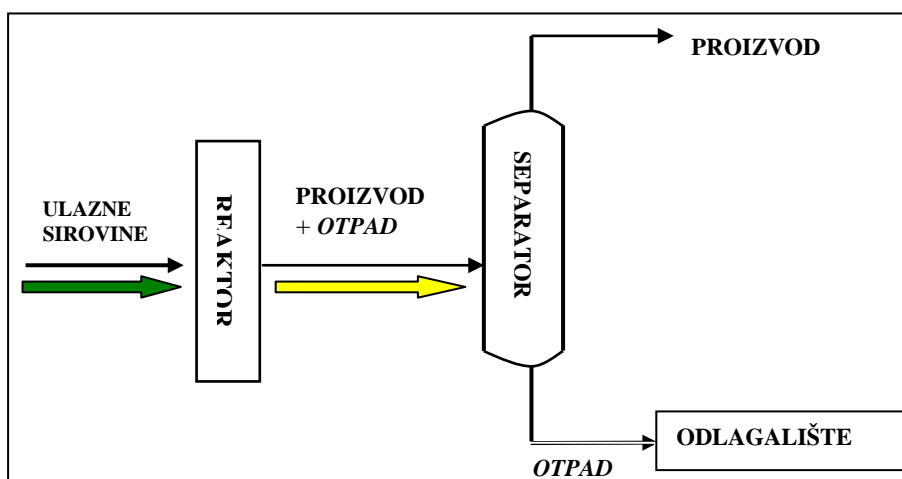 PROIZVOD
ULAZNE
SIROVINE
REAKTOR
PROIZVOD
+ OTPAD
SEPARATOR
OTPAD
ODLAGALIŠTE